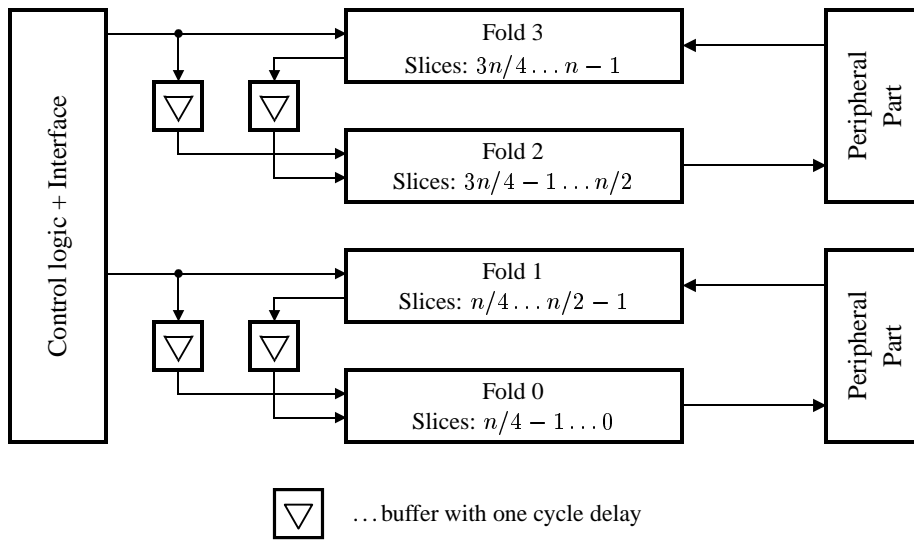 Control logic + Interface
Fold 3
Slices: 3n/4 … n − 1
Fold 2
Slices: 3n/4 − 1 … n/2
Peripheral
Part
Fold 1
Slices: n/4 … n/2 − 1
Fold 0
Slices: n/4 − 1 … 0
Peripheral
Part
…buffer with one cycle delay